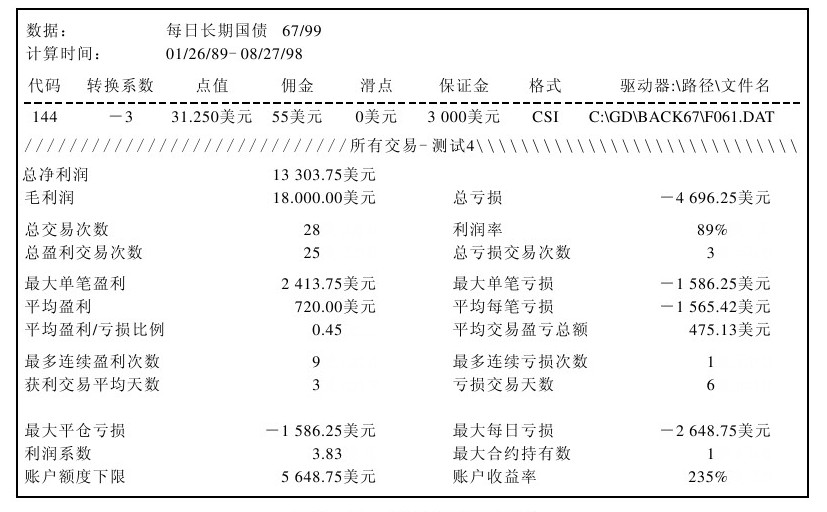 数据： 每日长期国债 67/99
计算时间： 01/26/89-08/27/98
代码 转换系数 点值 佣金 滑点 保证金 格式 驱动器:\路径\文件名
144 －3 31.250美元 55美元 0美元 3 000美元 CSI C:\GD\BACK67\F061.DAT
////////////////////////////所有交易-测试4\\\\\\\\\\\\\\\\\\\\\\\\\\\\
总净利润 13 303.75美元
毛利润 18.000.00美元 总亏损 －4 696.25美元
总交易次数 28 利润率 89%
总盈利交易次数 25 总亏损交易次数 3
最大单笔盈利 2 413.75美元 最大单笔亏损 －1 586.25美元
平均盈利 720.00美元 平均每笔亏损 －1 565.42美元
平均盈利/亏损比例 0.45 平均交易盈亏总额 475.13美元
最多连续盈利次数 9 最多连续亏损次数 1
获利交易平均天数 3 亏损交易天数 6
最大平仓亏损 －1 586.25美元 最大每日亏损 －2 648.75美元
利润系数 3.83 最大合约持有数 1
账户额度下限 5 648.75美元 账户收益率 235%